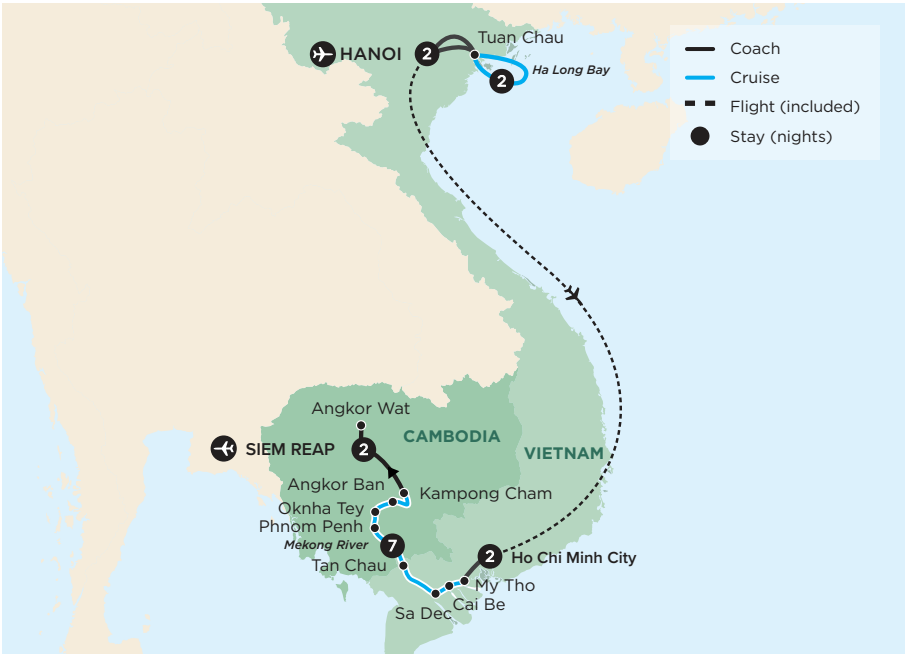 Tuan Chau
HANOI
2
Ha Long Bay
2
Coach
Cruise
Flight (included)
Stay (nights)
Angkor Wat
CAMBODIA
SIEM REAP
2
VIETNAM
Angkor Ban
Kampong Cham
Oknha Tey
Phnom Penh
Mekong River
7
2
Ho Chi Minh City
Tan Chau
My Tho
Cai Be
Sa Dec